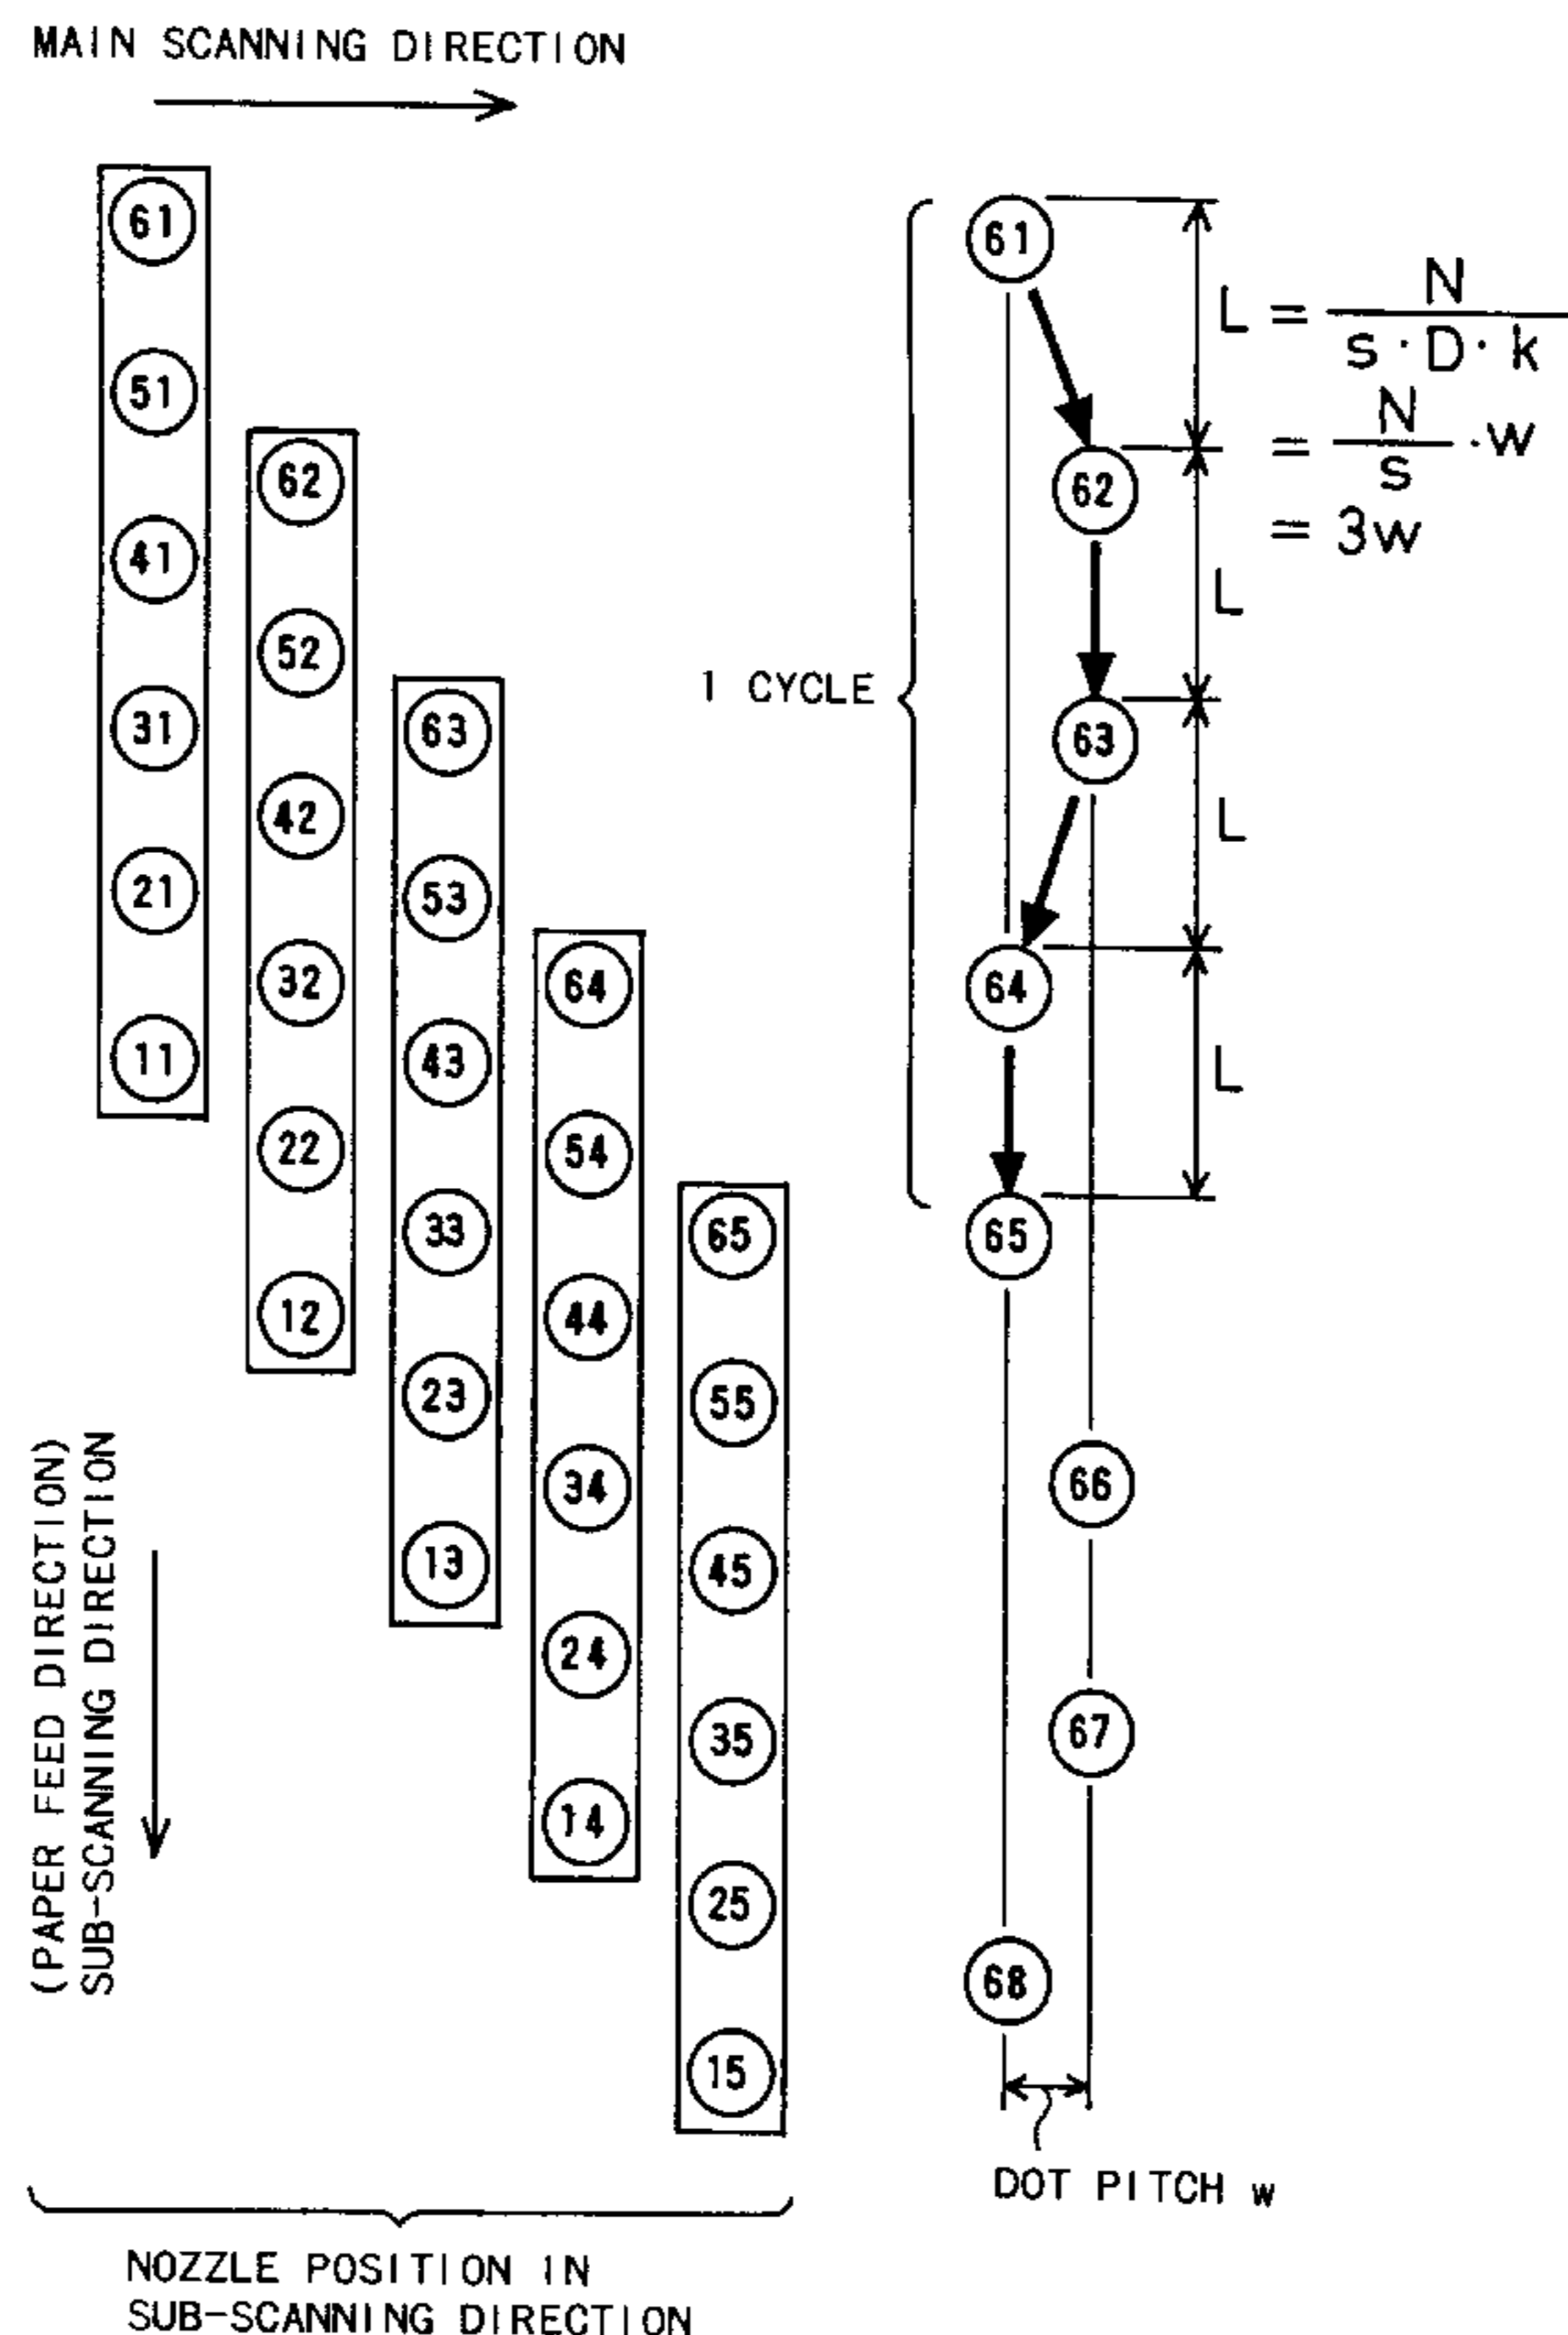 MAIN SCANNING DIRECTION
61
51
41
31
21
11
62
52
42
32
22
12
63
53
43
33
23
13
64
54
44
34
24
14
65
55
45
35
25
15
(PAPER FEED DIRECTION)
SUB-SCANNING DIRECTION
NOZZLE POSITION IN
SUB-SCANNING DIRECTION
1 CYCLE
61
62
63
64
65
66
67
68
L = N / s · D · k
= N / s · w
= 3w
L
L
L
DOT PITCH w